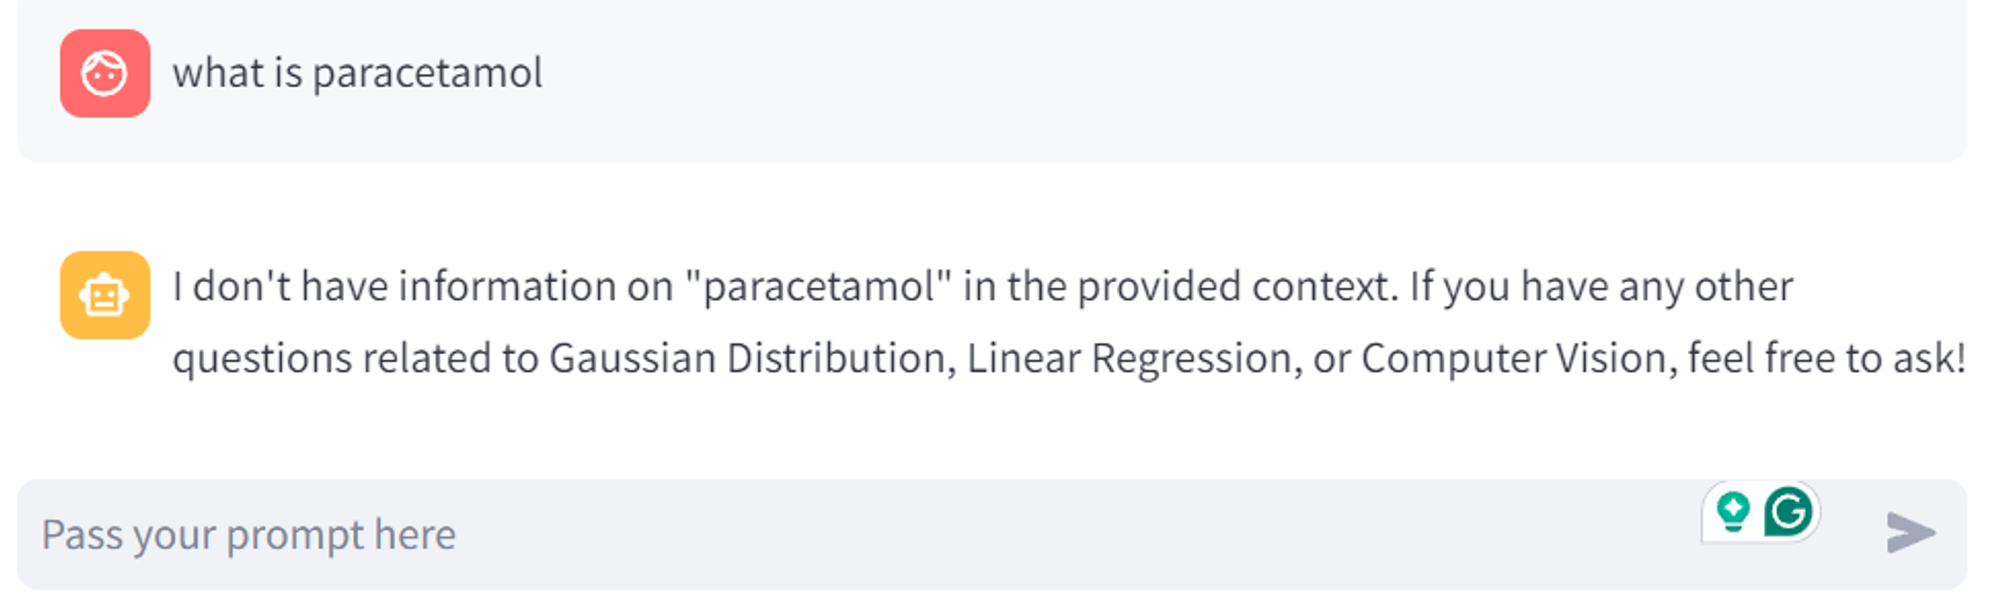 what is paracetamol
I don't have information on "paracetamol" in the provided context. If you have any other
questions related to Gaussian Distribution, Linear Regression, or Computer Vision, feel free to ask!
Pass your prompt here